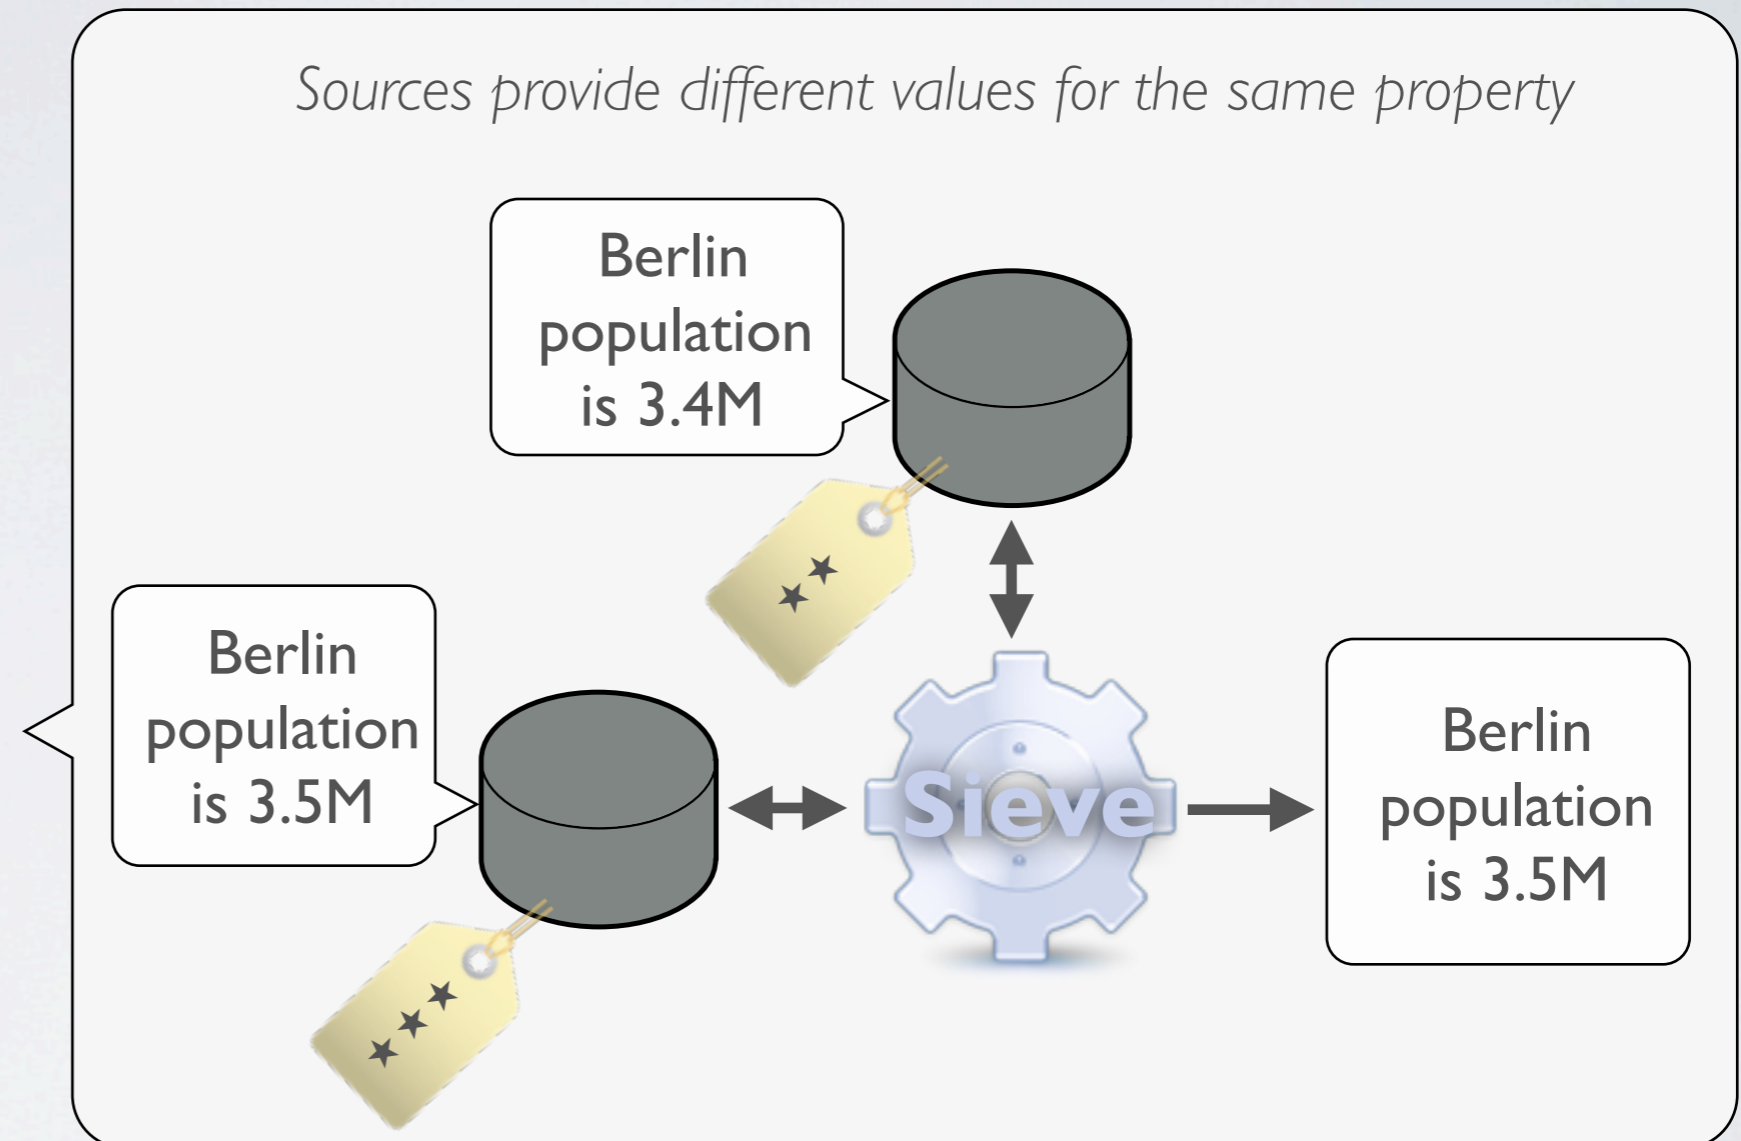 Sources provide different values for the same property
Berlin
population
is 3.4M
Berlin
population
is 3.5M
Sieve
Berlin
population
is 3.5M